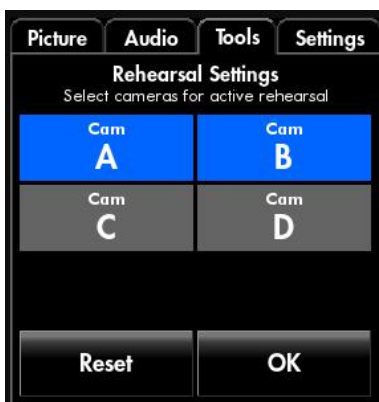 Picture Audio Tools Settings
Rehearsal Settings
Select cameras for active rehearsal
Cam Cam
A B
Cam Cam
C D
Reset OK